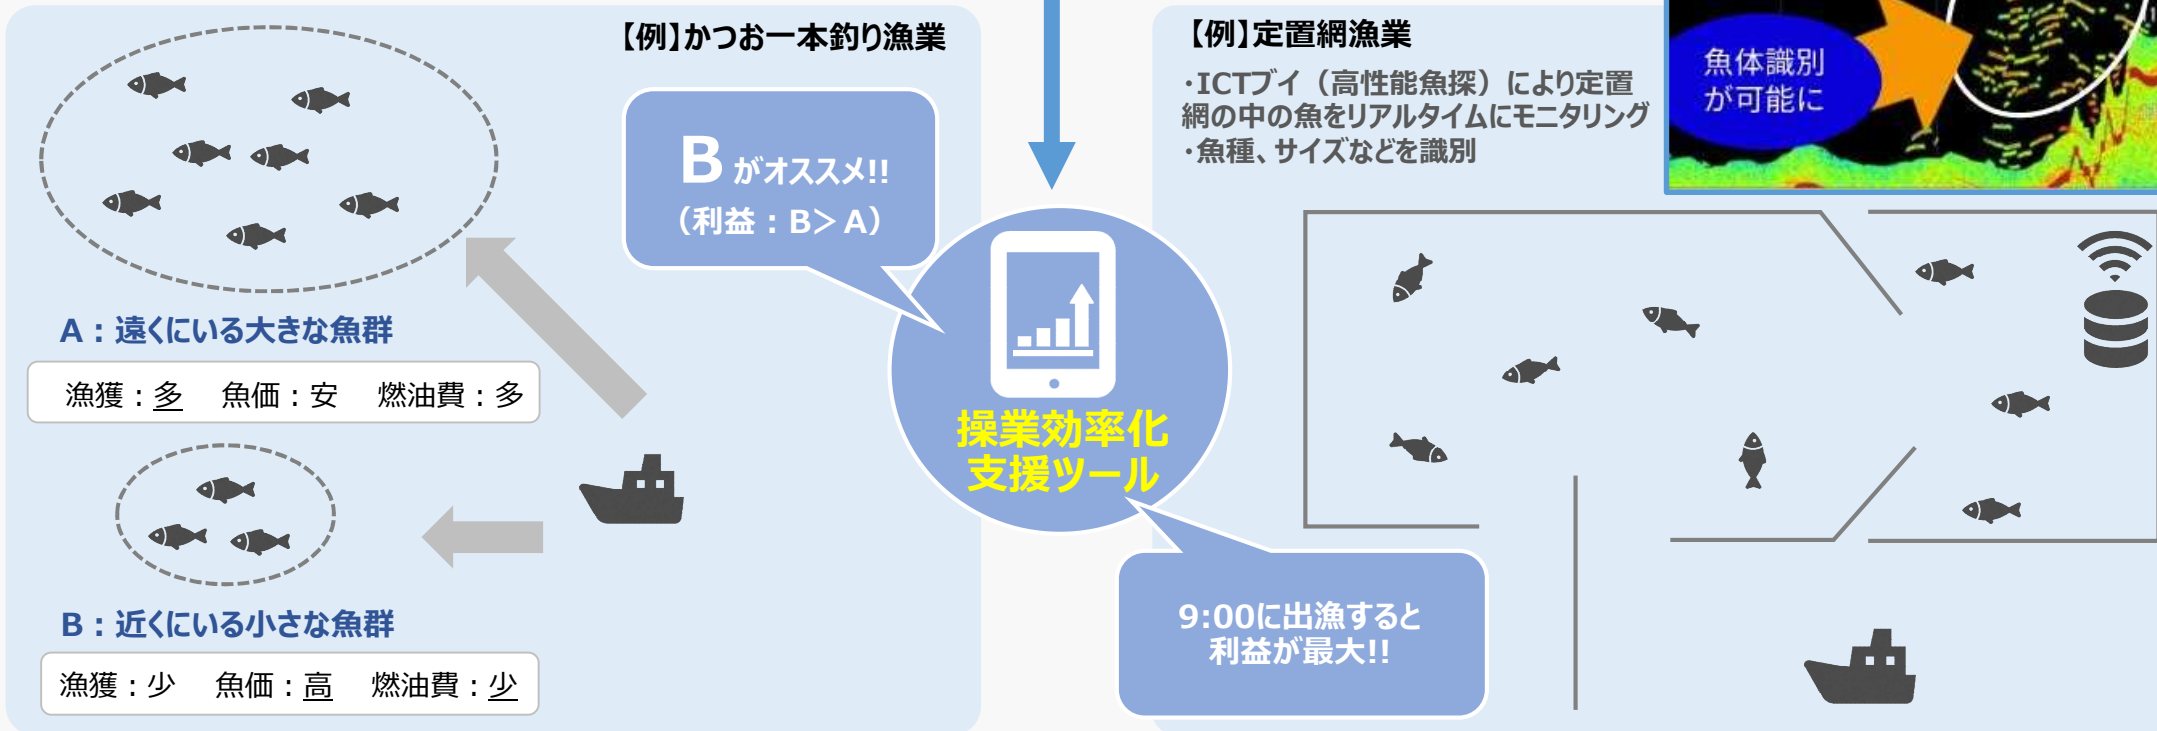 【例】かつお一本釣り漁業
B がオススメ!!
（利益：B＞A）
A：遠くにいる大きな魚群
漁獲：多　魚価：安　燃油費：多
B：近くにいる小さな魚群
漁獲：少　魚価：高　燃油費：少
操業効率化
支援ツール
【例】定置網漁業
・ICTブイ（高性能魚探）により定置
網の中の魚をリアルタイムにモニタリング
・魚種、サイズなどを識別
魚体識別
が可能に
9:00に出漁すると
利益が最大!!